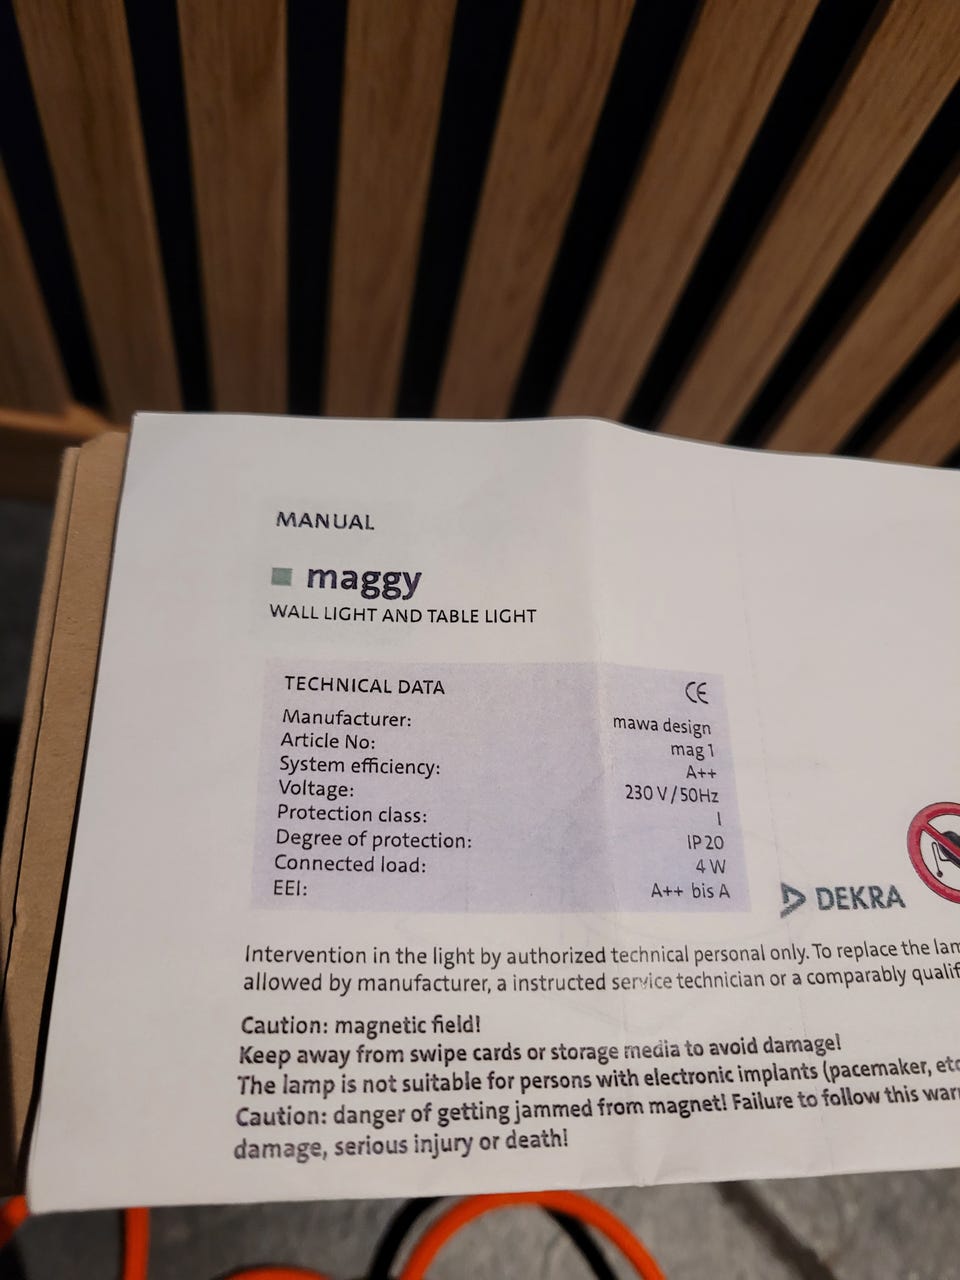 MANUAL
maggy
WALL LIGHT AND TABLE LIGHT
TECHNICAL DATA CE
Manufacturer: mawa design
Article No: mag 1
System efficiency: A++
Voltage: 230 V / 50Hz
Protection class: I
Degree of protection: IP 20
Connected load: 4 W
EEI: A++ bis A
DEKRA
Intervention in the light by authorized technical personal only. To replace the
allowed by manufacturer, a instructed service technician or a comparably
Caution: magnetic field!
Keep away from swipe cards or storage media to avoid damage!
The lamp is not suitable for persons with electronic implants (pacemaker,
Caution: danger of getting jammed from magnet! Failure to follow this
damage, serious injury or death!